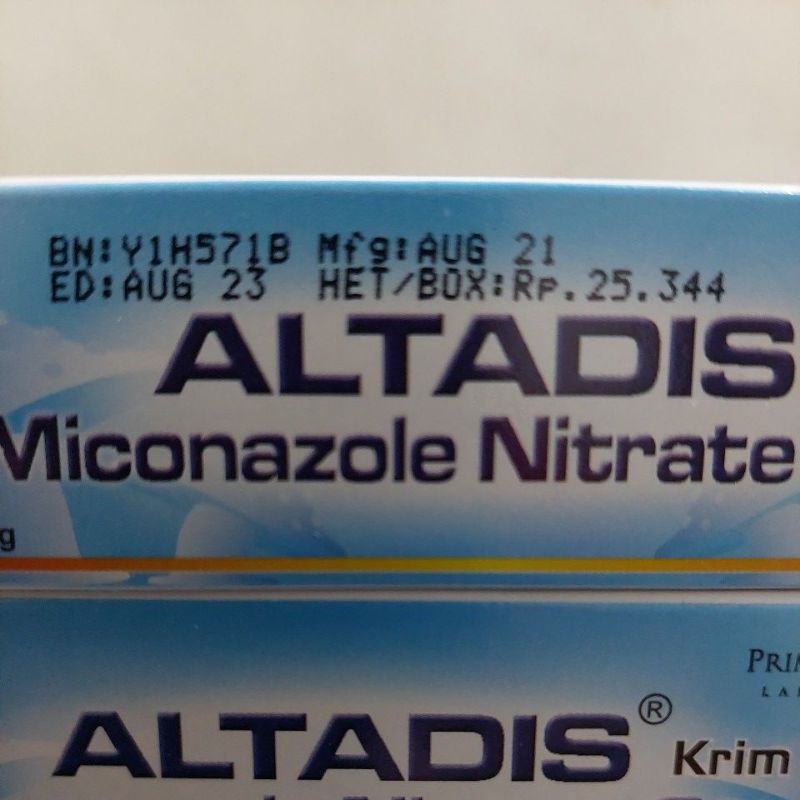 BN:Y1H571B Mfg:AUG 21
ED:AUG 23 HET/BOX:Rp.25.344
ALTADIS
Miconazole Nitrate
g
ALTADIS® Krim